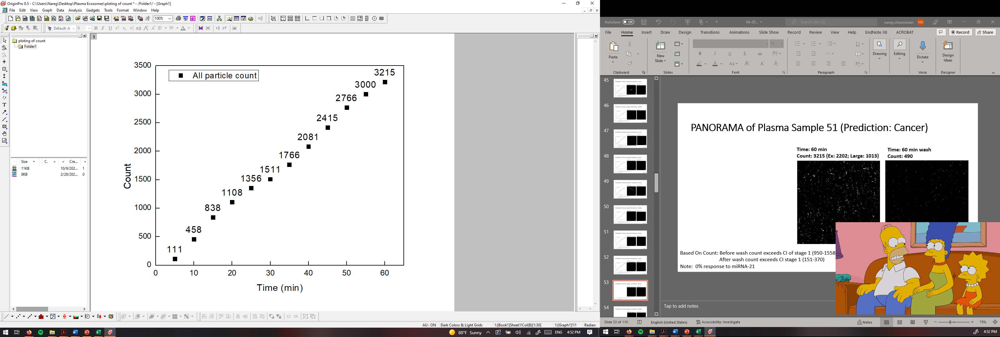 OriginPro 8.5 - C:\Users\Nareg\Desktop\Plasma Exosomes\ploting of count * - /Folder1/ - [Graph1]
File Edit View Graph Data Analysis Gadgets Tools Format Window Help
100%
Default: A 0 B I U
ploting of count
Folder1
Size C. Cre...
11KB 10/9/202... 1
8KB 2/28/202... 0
1
3500
3000
2500
2000
1500
1000
500
0
Count
All particle count
111
458
838
1108
1356
1511
1766
2081
2415
2766
3000
3215
0 10 20 30 40 50 60
Time (min)
AU : ON Dark Colors & Light Grids 1:[Book1]Sheet1!Col(B)[1:30] 1:[Graph1]1!1 Radian
88°F Sunny ENG 4:52 PM
AutoSave Off 04-20... Search (Alt+Q) nareg ohannesian NO
File Home Insert Draw Design Transitions Animations Slide Show Record Review View Help EndNote X8 ACROBAT Record Share
Paste New Slide 18 Drawing Editing Dictate Design Ideas
B I U S ab AV
A Aa A A
Clipboard Slides Font Paragraph Voice Designer
45
46
47
48
49
50
51
52
53
54
PANORAMA of Plasma Sample 51 (Prediction: Cancer)
Time: 60 min
Count: 3215 (Ex: 2202; Large: 1013)
Time: 60 min wash
Count: 490
Based On Count: Before wash count exceeds CI of stage 1 (950-1558
After wash count exceeds CI stage 1 (151-370)
Note: 0% response to miRNA-21
Tap to add notes
Slide 53 of 110 English (United States) Accessibility: Investigate Notes 75%
4:52 PM